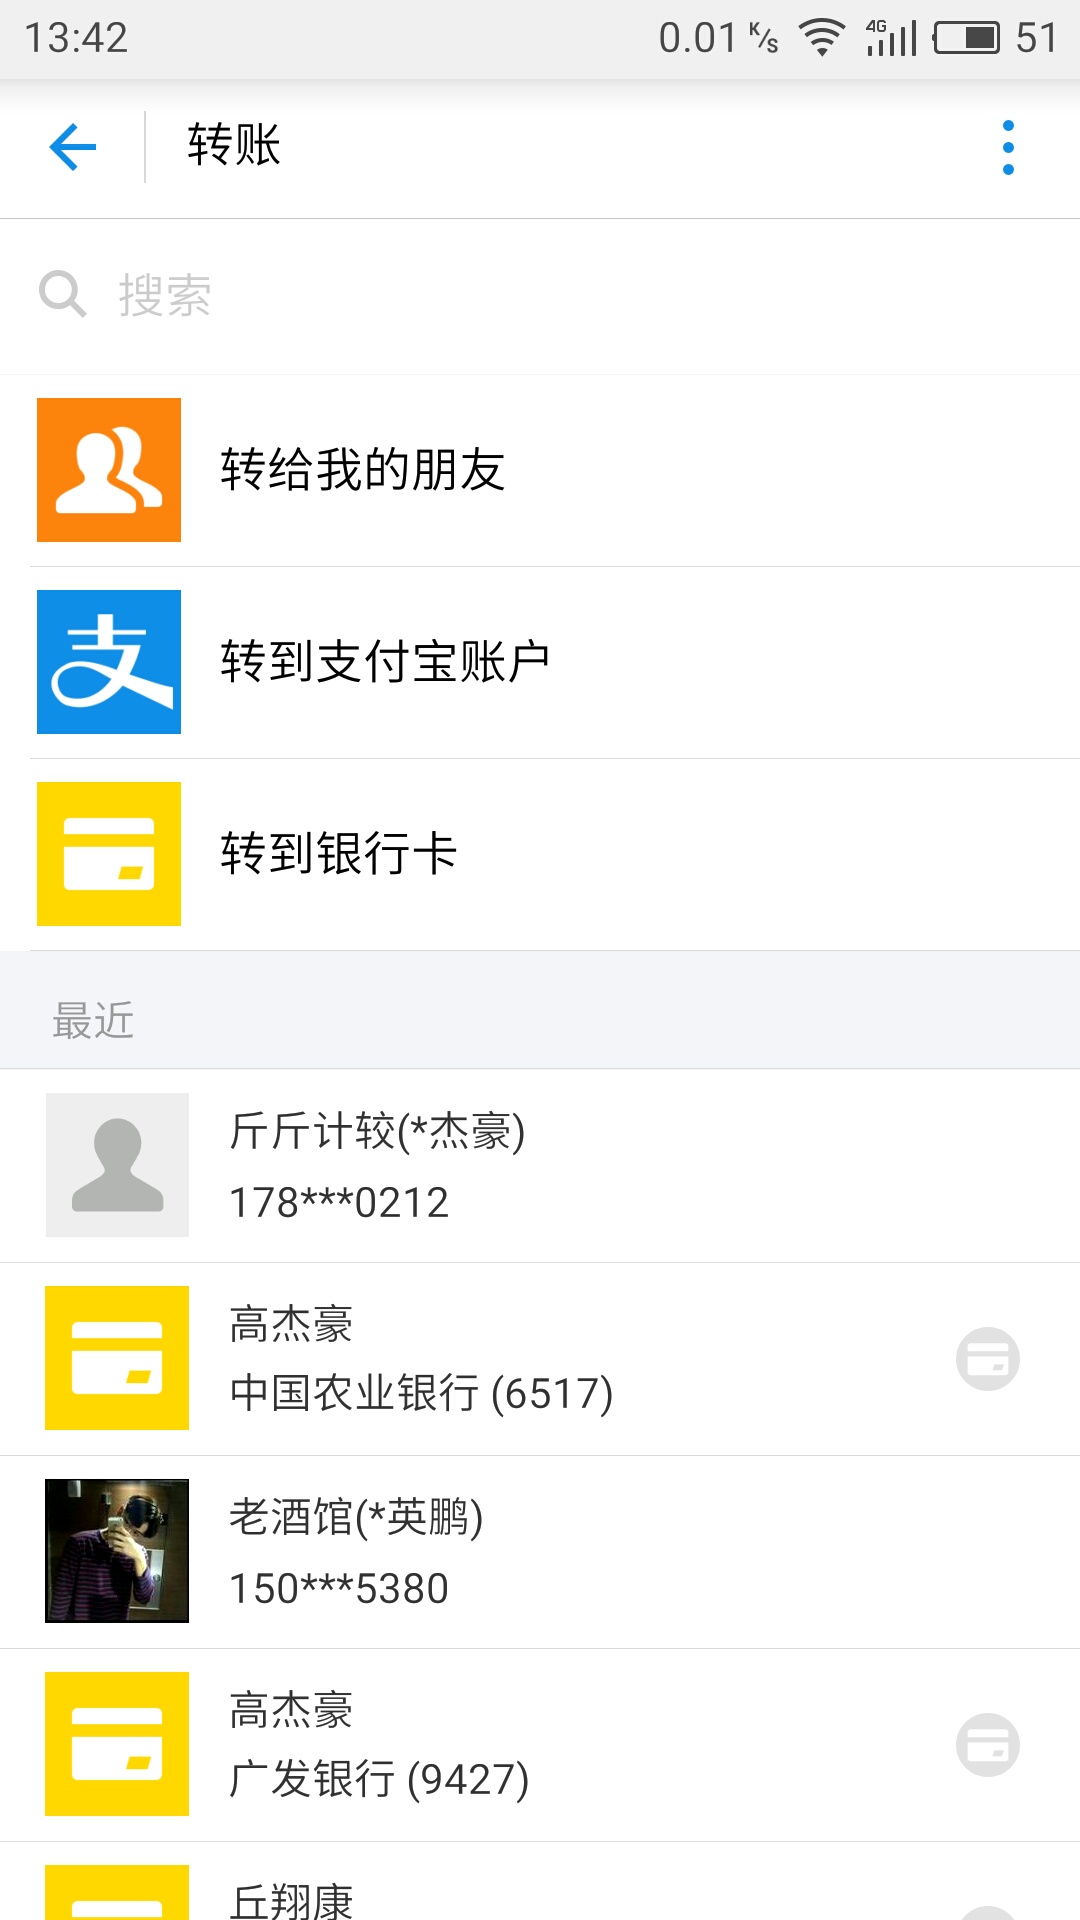 13:42
0.01 K/s 4G 51
转账
搜索
转给我的朋友
支
转到支付宝账户
转到银行卡
最近
斤斤计较(*杰豪)
178***0212
高杰豪
中国农业银行 (6517)
老酒馆(*英鹏)
150***5380
高杰豪
广发银行 (9427)
丘翔康